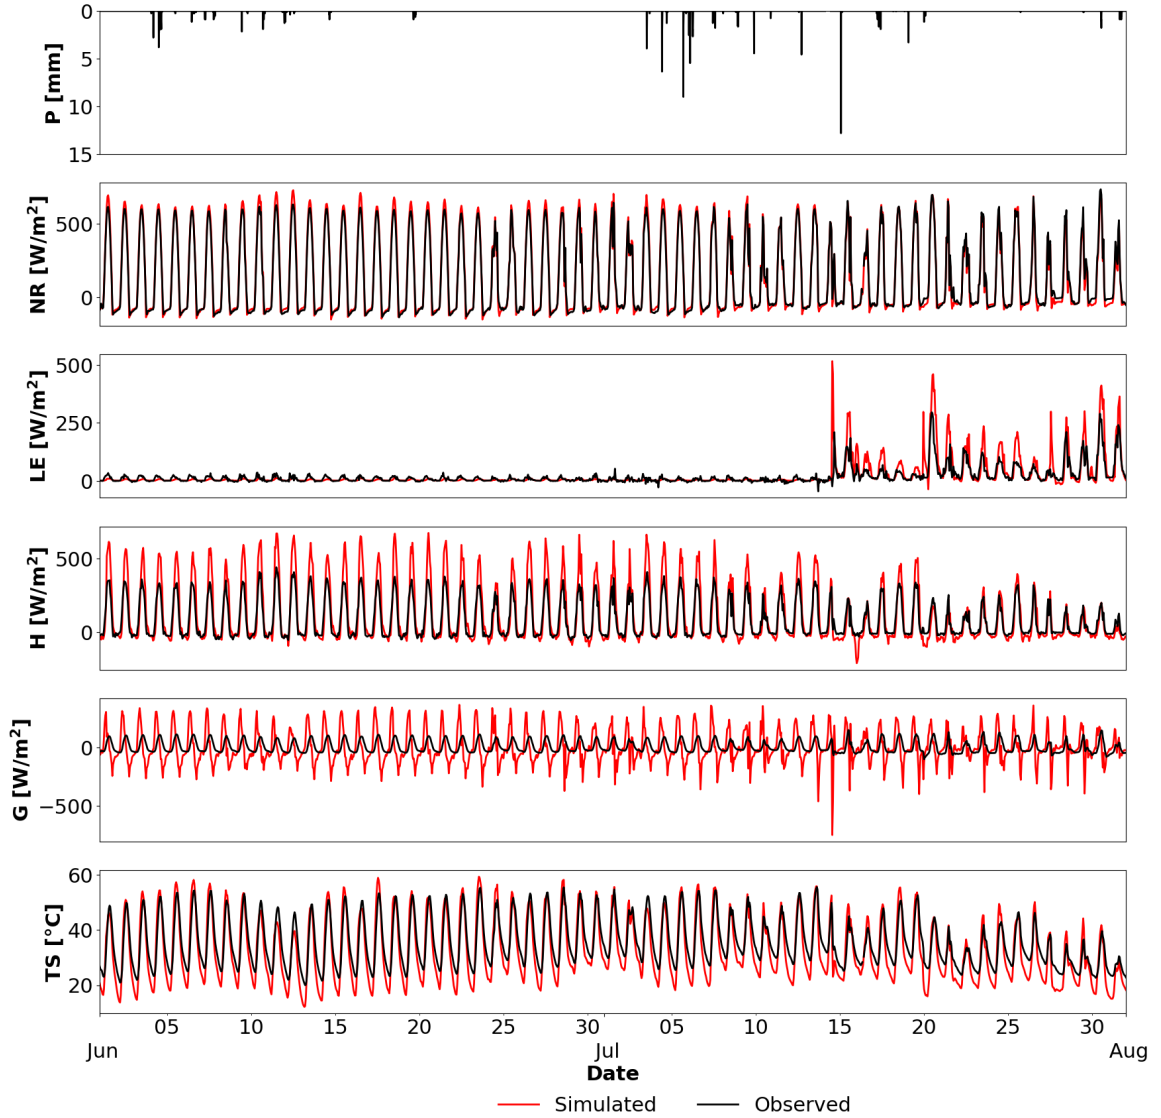 0
5
10
15
P [mm]
500
0
NR [W/m²]
500
250
0
LE [W/m²]
500
0
H [W/m²]
0
−500
G [W/m²]
60
40
20
TS [°C]
05 10 15 20 25 30 05 10 15 20 25 30
Jun Jul Aug
Date
Simulated Observed